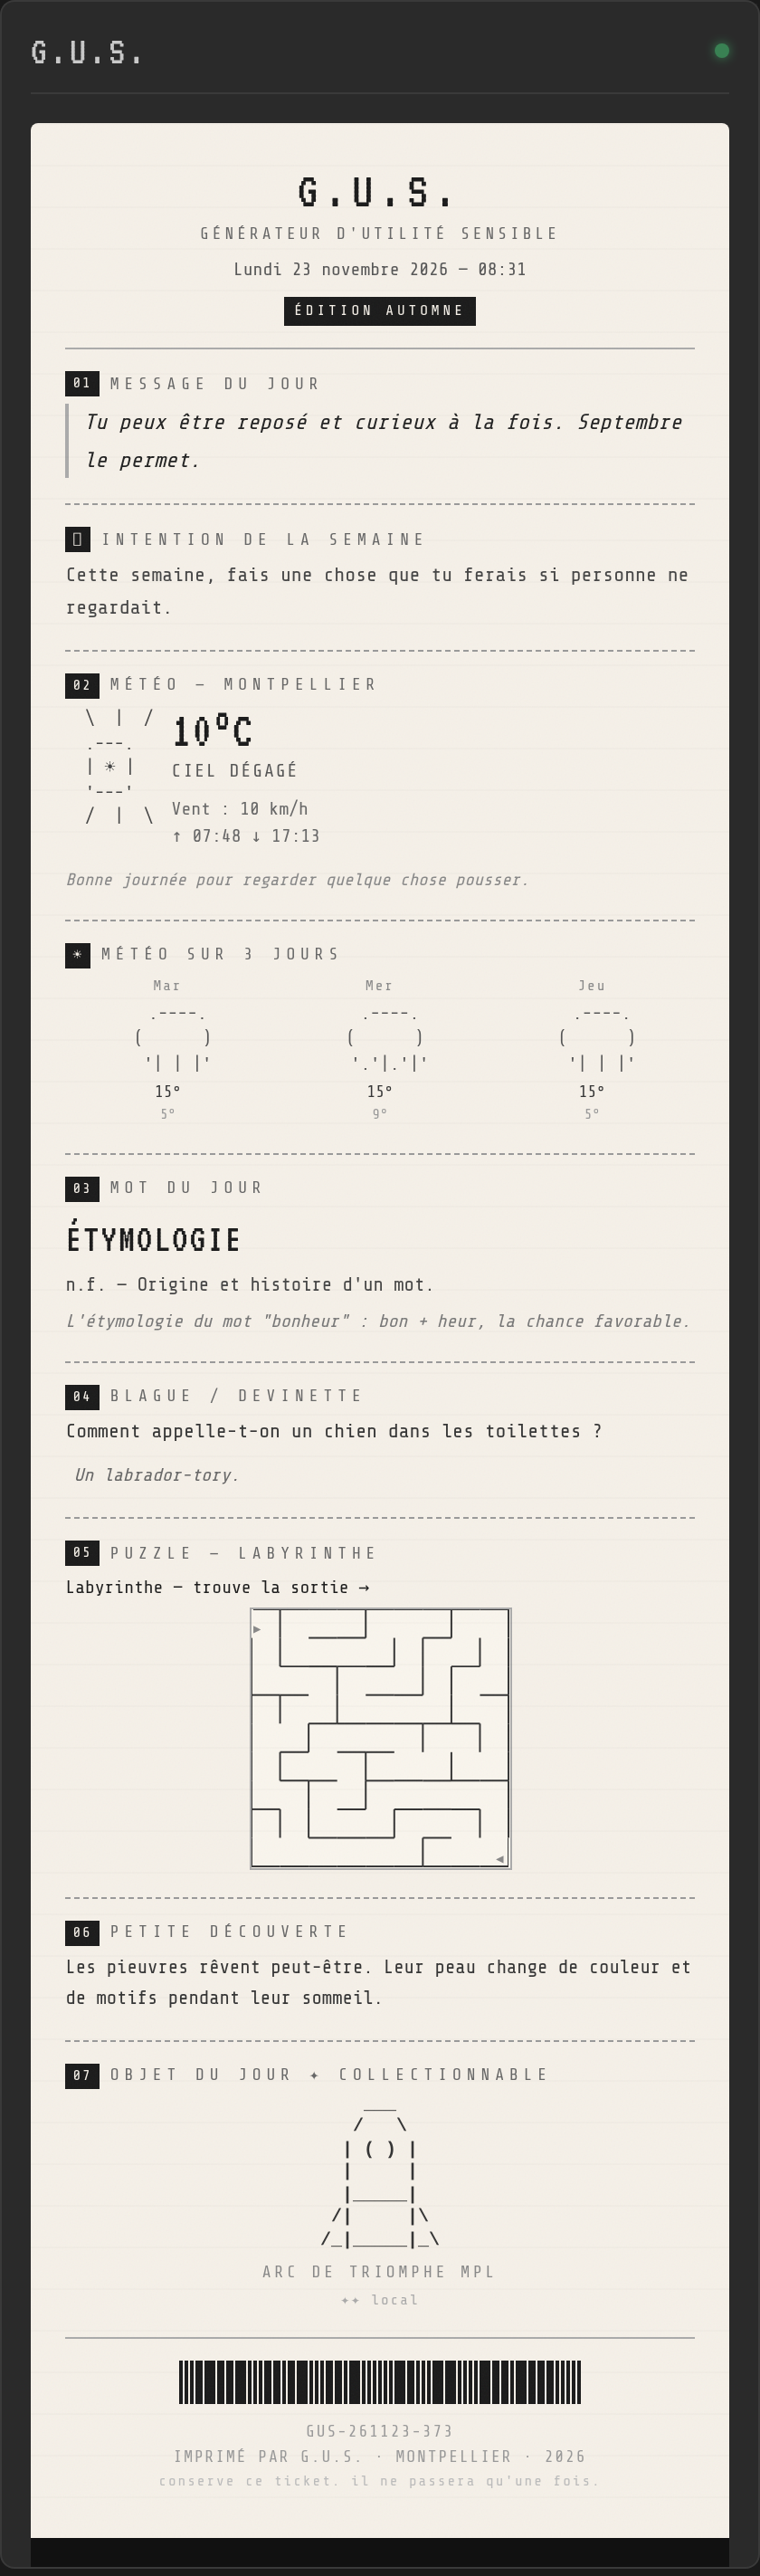 G.U.S.
G.U.S.
GÉNÉRATEUR D'UTILITÉ SENSIBLE
Lundi 23 novembre 2026 — 08:31
ÉDITION AUTOMNE
01 MESSAGE DU JOUR
Tu peux être reposé et curieux à la fois. Septembre
le permet.
INTENTION DE LA SEMAINE
Cette semaine, fais une chose que tu ferais si personne ne
regardait.
02 MÉTÉO — MONTPELLIER
10°C
CIEL DÉGAGÉ
Vent : 10 km/h
↑ 07:48 ↓ 17:13
Bonne journée pour regarder quelque chose pousser.
☀ MÉTÉO SUR 3 JOURS
Mar Mer Jeu
15° 15° 15°
5° 9° 5°
03 MOT DU JOUR
ÉTYMOLOGIE
n.f. — Origine et histoire d'un mot.
L'étymologie du mot "bonheur" : bon + heur, la chance favorable.
04 BLAGUE / DEVINETTE
Comment appelle-t-on un chien dans les toilettes ?
Un labrador-tory.
05 PUZZLE — LABYRINTHE
Labyrinthe — trouve la sortie →
06 PETITE DÉCOUVERTE
Les pieuvres rêvent peut-être. Leur peau change de couleur et
de motifs pendant leur sommeil.
07 OBJET DU JOUR ✦ COLLECTIONNABLE
ARC DE TRIOMPHE MPL
✦✦ local
GUS-261123-373
IMPRIMÉ PAR G.U.S. · MONTPELLIER · 2026
conserve ce ticket. il ne passera qu'une fois.